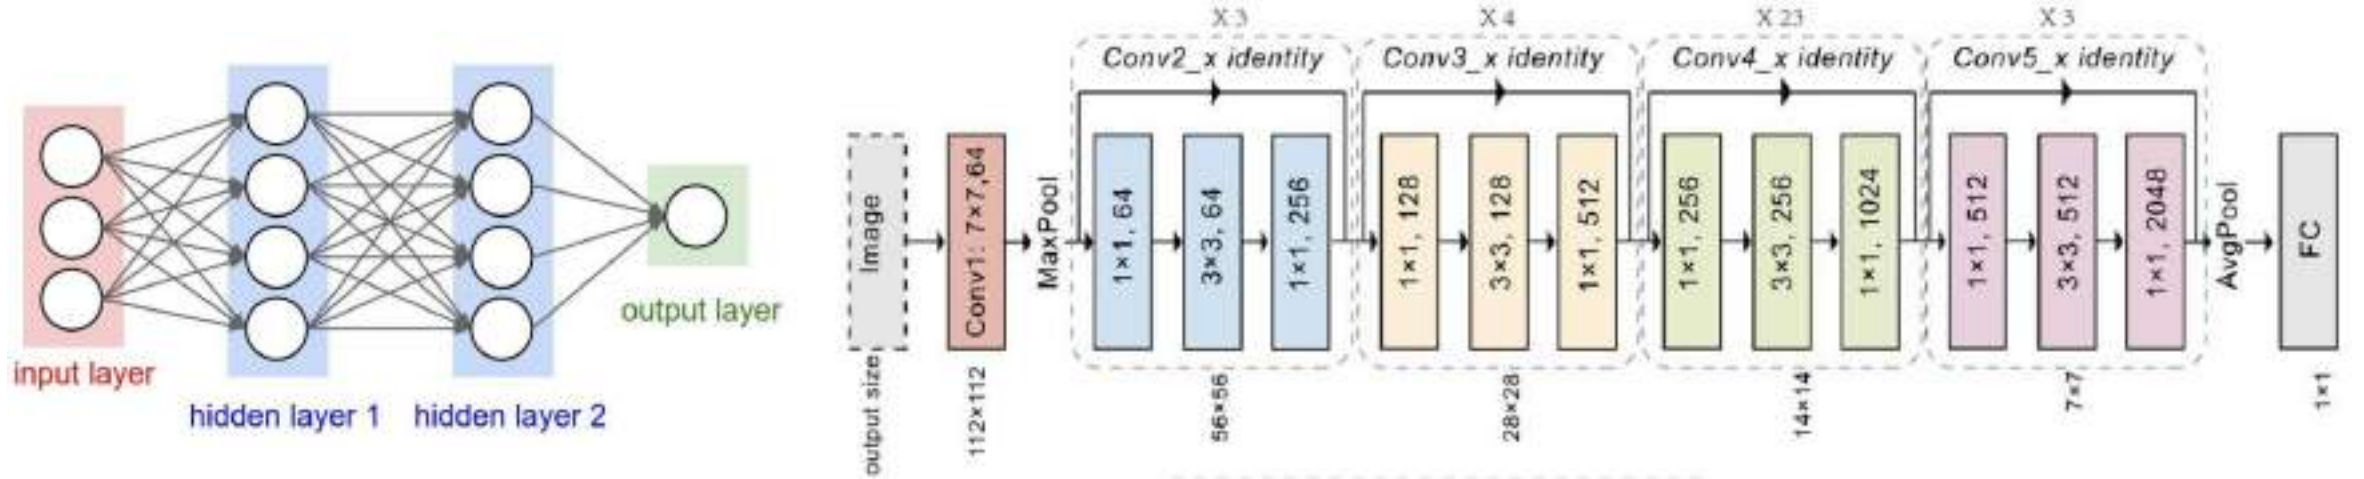 input layer
hidden layer 1
hidden layer 2
output layer
Image
output size
Conv1: 7×7,64
112×112
MaxPool
X 3
Conv2_x identity
1×1, 64
3×3, 64
1×1, 256
56×56
X 4
Conv3_x identity
1×1, 128
3×3, 128
1×1, 512
28×28
X 23
Conv4_x identity
1×1, 256
3×3, 256
1×1, 1024
14×14
X 3
Conv5_x identity
1×1, 512
3×3, 512
1×1, 2048
7×7
AvgPool
FC
1×1